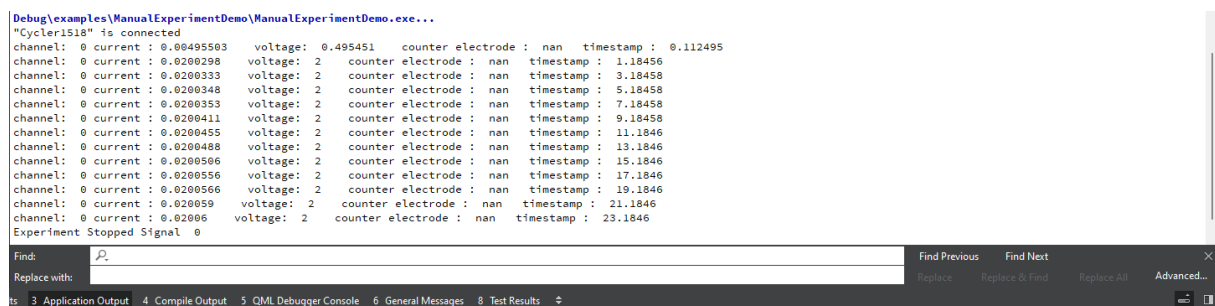 Debug\examples\ManualExperimentDemo\ManualExperimentDemo.exe...
"Cycler1518" is connected
channel: 0 current : 0.00495503 voltage: 0.495451 counter electrode : nan timestamp : 0.112495
channel: 0 current : 0.0200298 voltage: 2 counter electrode : nan timestamp : 1.18456
channel: 0 current : 0.0200333 voltage: 2 counter electrode : nan timestamp : 3.18458
channel: 0 current : 0.0200348 voltage: 2 counter electrode : nan timestamp : 5.18458
channel: 0 current : 0.0200353 voltage: 2 counter electrode : nan timestamp : 7.18458
channel: 0 current : 0.0200411 voltage: 2 counter electrode : nan timestamp : 9.18458
channel: 0 current : 0.0200455 voltage: 2 counter electrode : nan timestamp : 11.1846
channel: 0 current : 0.0200488 voltage: 2 counter electrode : nan timestamp : 13.1846
channel: 0 current : 0.0200506 voltage: 2 counter electrode : nan timestamp : 15.1846
channel: 0 current : 0.0200556 voltage: 2 counter electrode : nan timestamp : 17.1846
channel: 0 current : 0.0200566 voltage: 2 counter electrode : nan timestamp : 19.1846
channel: 0 current : 0.020059 voltage: 2 counter electrode : nan timestamp : 21.1846
channel: 0 current : 0.02006 voltage: 2 counter electrode : nan timestamp : 23.1846
Experiment Stopped Signal 0
Find: Find Previous Find Next
Replace with: Replace Replace & Find Replace All Advanced...
ts 3 Application Output 4 Compile Output 5 QML Debugger Console 6 General Messages 8 Test Results